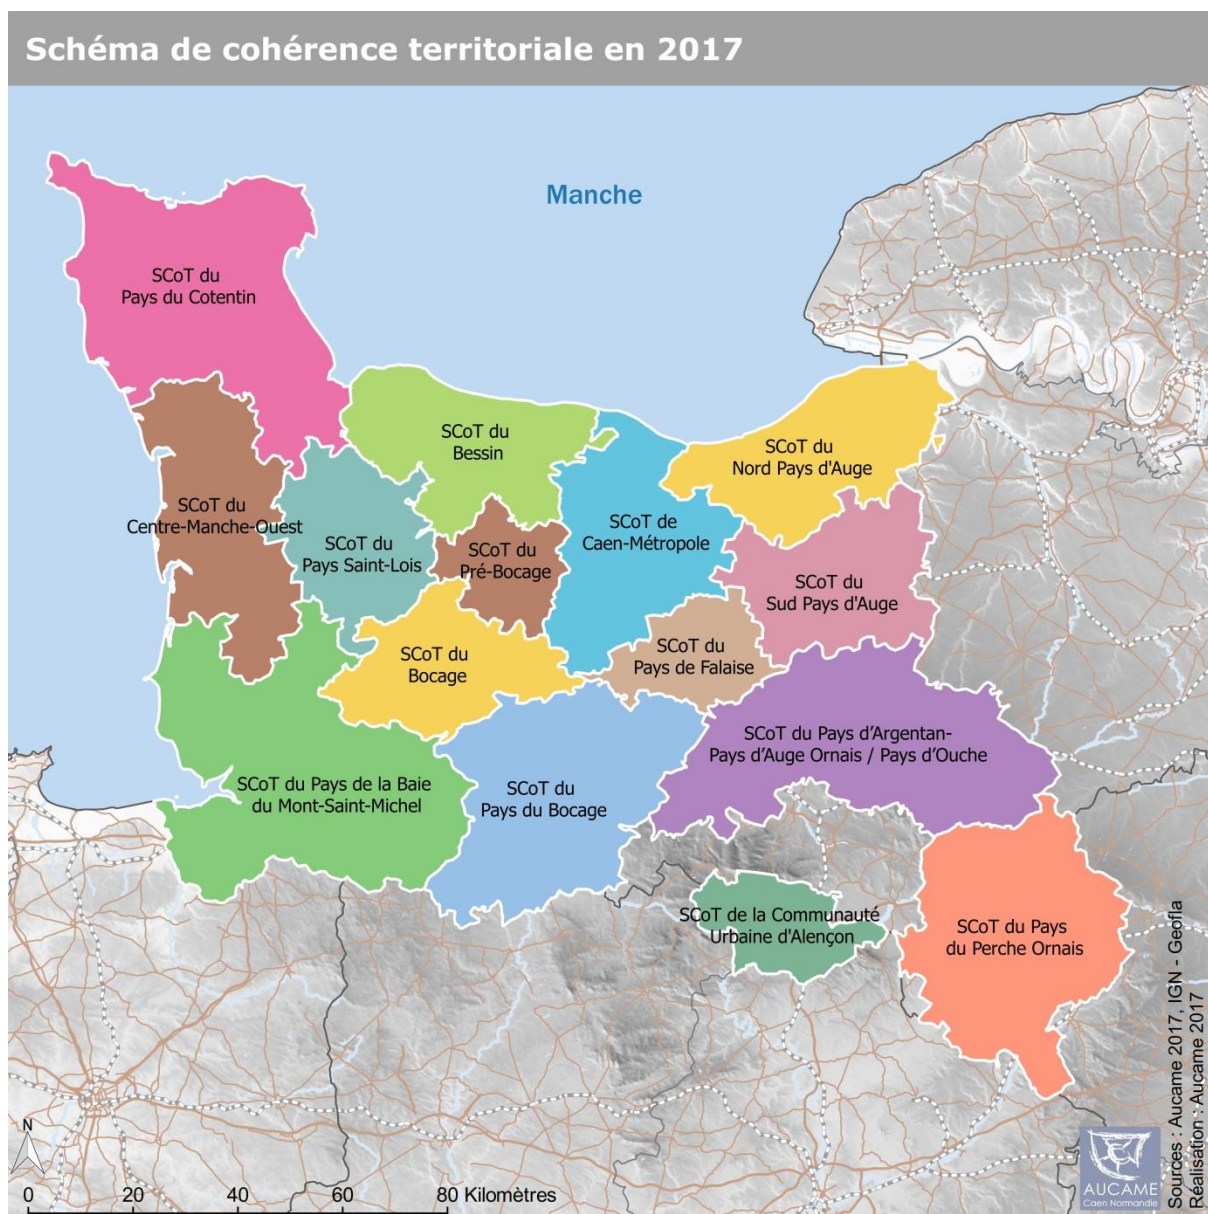 Schéma de cohérence territoriale en 2017
Manche
SCoT du
Pays du Cotentin
SCoT du
Bessin
SCoT du
Nord Pays d'Auge
SCoT du
Centre-Manche-Ouest
SCoT du
Pays Saint-Lois
SCoT du
Pré-Bocage
SCoT de
Caen-Métropole
SCoT du
Sud Pays d'Auge
SCoT du
Bocage
SCoT du
Pays de Falaise
SCoT du Pays d’Argentan-
Pays d’Auge Ornais / Pays d’Ouche
SCoT du Pays de la Baie
du Mont-Saint-Michel
SCoT du
Pays du Bocage
SCoT de la Communauté
Urbaine d'Alençon
SCoT du Pays
du Perche Ornais
Sources : Aucame 2017, IGN - Geofla
Réalisation : Aucame 2017
N
0 20 40 60 80 Kilomètres
AUCAME
Caen Normandie